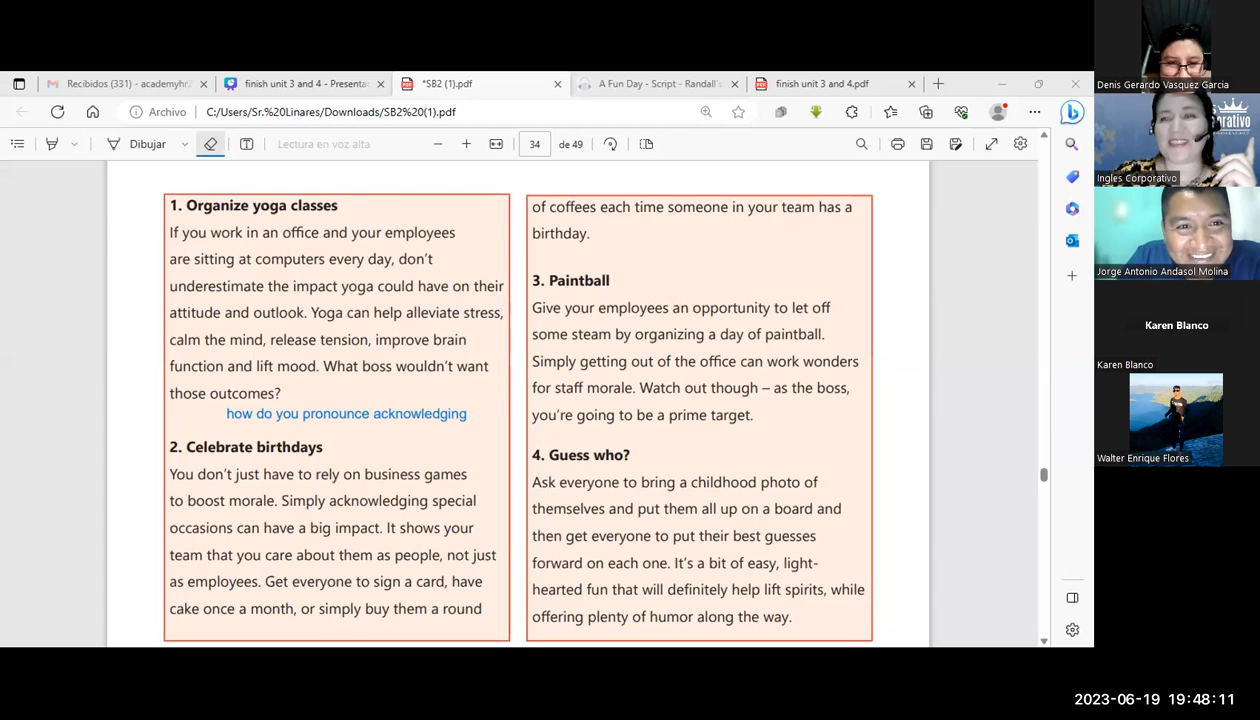 Recibidos (331) - academyhr
finish unit 3 and 4 - Presenta
*SB2 (1).pdf
A Fun Day - Script - Randall's
finish unit 3 and 4.pdf
Archivo
C:/Users/Sr.%20Linares/Downloads/SB2%20(1).pdf
Dibujar
Lectura en voz alta
34
de 49
1. Organize yoga classes
If you work in an office and your employees
are sitting at computers every day, don't
underestimate the impact yoga could have on their
attitude and outlook. Yoga can help alleviate stress,
calm the mind, release tension, improve brain
function and lift mood. What boss wouldn't want
those outcomes?
how do you pronounce acknowledging
2. Celebrate birthdays
You don't just have to rely on business games
to boost morale. Simply acknowledging special
occasions can have a big impact. It shows your
team that you care about them as people, not just
as employees. Get everyone to sign a card, have
cake once a month, or simply buy them a round
of coffees each time someone in your team has a
birthday.
3. Paintball
Give your employees an opportunity to let off
some steam by organizing a day of paintball.
Simply getting out of the office can work wonders
for staff morale. Watch out though – as the boss,
you're going to be a prime target.
4. Guess who?
Ask everyone to bring a childhood photo of
themselves and put them all up on a board and
then get everyone to put their best guesses
forward on each one. It's a bit of easy, light-
hearted fun that will definitely help lift spirits, while
offering plenty of humor along the way.
Denis Gerardo Vasquez Garcia
porativo
Ingles Corporativo
Jorge Antonio Andasol Molina
Karen Blanco
Karen Blanco
Walter Enrique Flores
2023-06-19 19:48:11